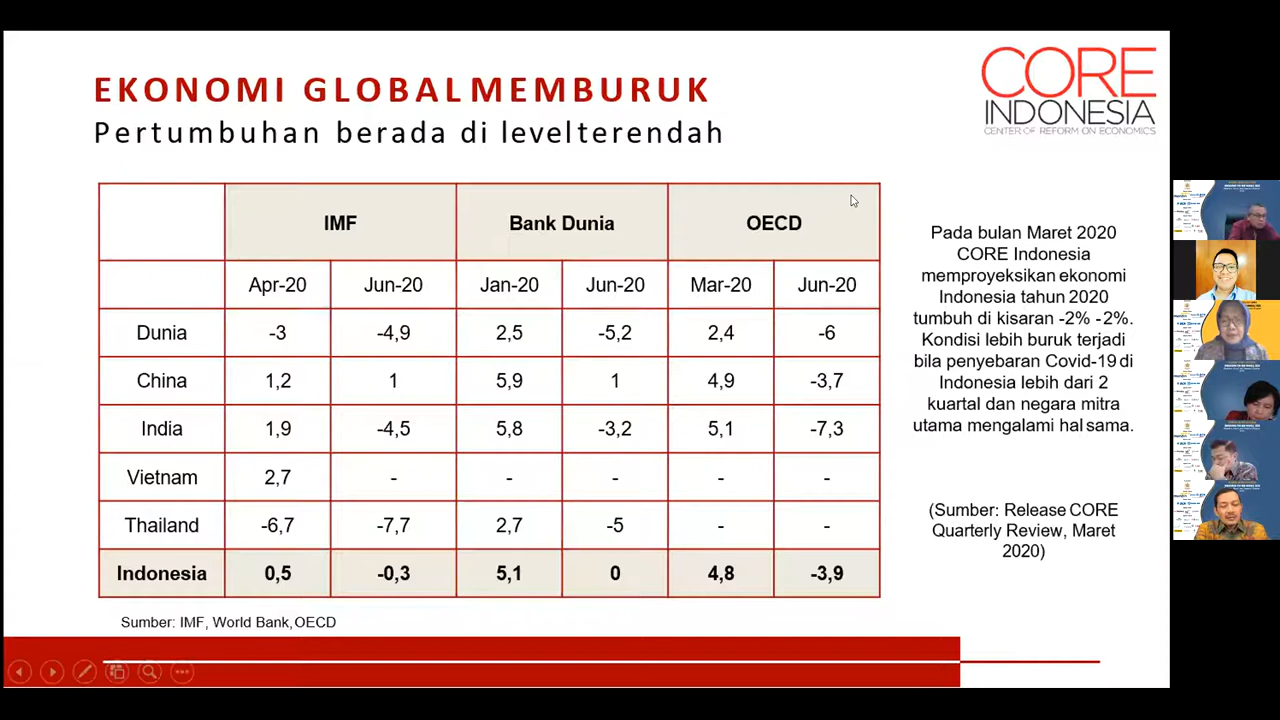 EKONOMI GLOBAL MEMBURUK
Pertumbuhan berada di level terendah
CORE
INDONESIA
CENTER OF REFORM ON ECONOMICS
IMF Bank Dunia OECD
Apr-20 Jun-20 Jan-20 Jun-20 Mar-20 Jun-20
Dunia -3 -4,9 2,5 -5,2 2,4 -6
China 1,2 1 5,9 1 4,9 -3,7
India 1,9 -4,5 5,8 -3,2 5,1 -7,3
Vietnam 2,7 - - - - -
Thailand -6,7 -7,7 2,7 -5 - -
Indonesia 0,5 -0,3 5,1 0 4,8 -3,9
Sumber: IMF, World Bank, OECD
Pada bulan Maret 2020
CORE Indonesia
memproyeksikan ekonomi
Indonesia tahun 2020
tumbuh di kisaran -2% -2%.
Kondisi lebih buruk terjadi
bila penyebaran Covid-19 di
Indonesia lebih dari 2
kuartal dan negara mitra
utama mengalami hal sama.
(Sumber: Release CORE
Quarterly Review, Maret
2020)